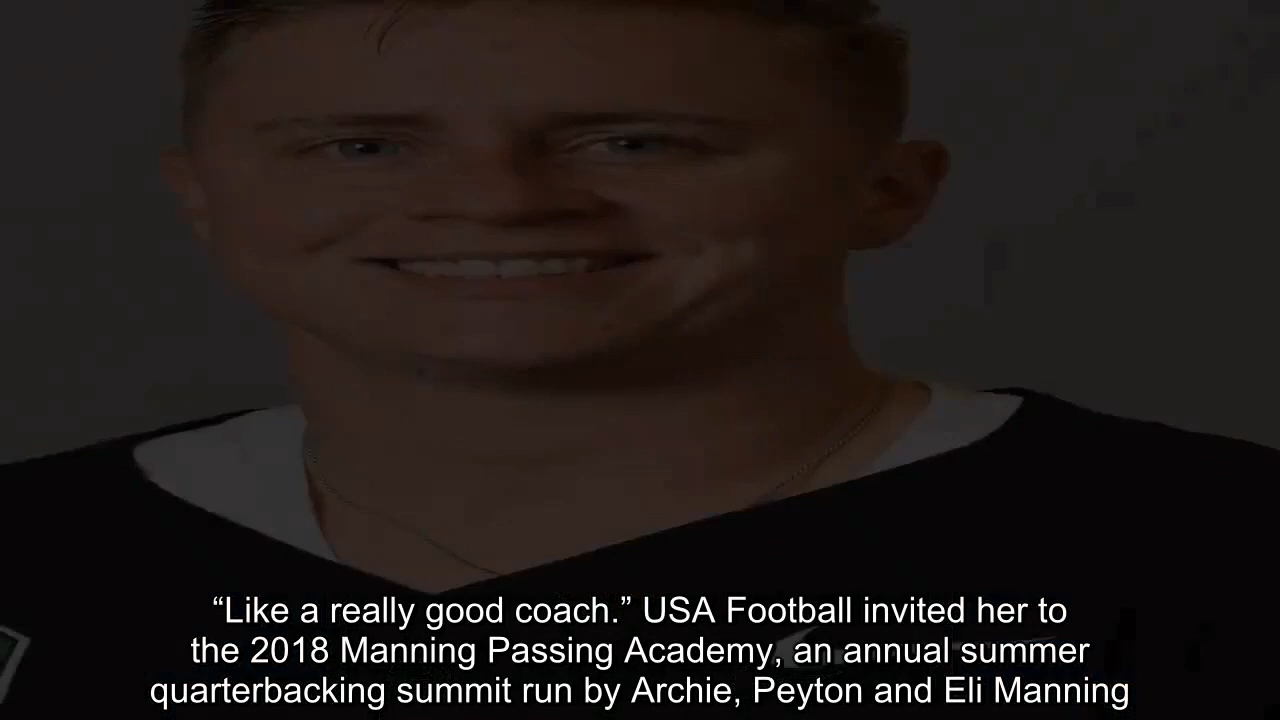 “Like a really good coach.” USA Football invited her to
the 2018 Manning Passing Academy, an annual summer
quarterbacking summit run by Archie, Peyton and Eli Manning